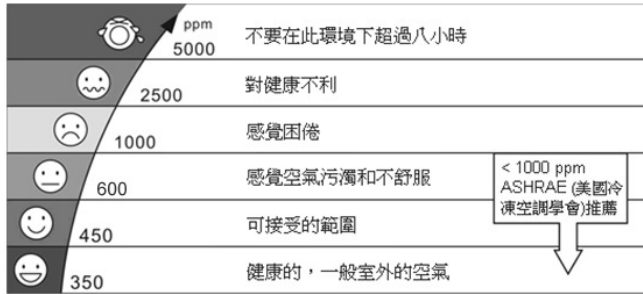 ppm
5000 不要在此環境下超過八小時
2500 對健康不利
1000 感覺困倦
600 感覺空氣污濁和不舒服
< 1000 ppm
ASHRAE (美國冷
凍空調學會)推薦
450 可接受的範圍
350 健康的，一般室外的空氣